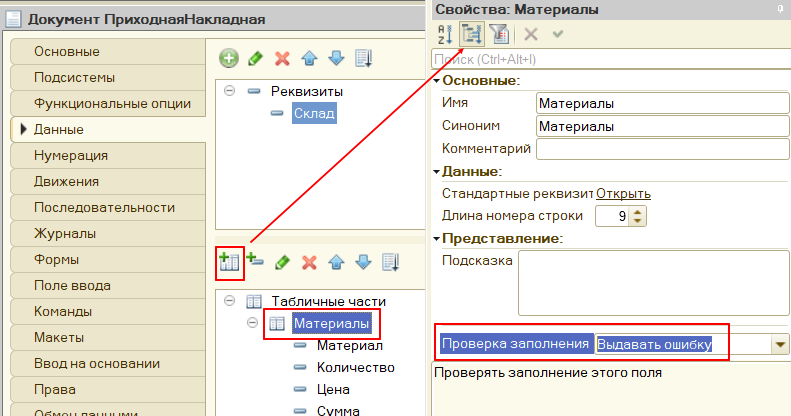 Документ ПриходнаяНакладная
Основные
Подсистемы
Функциональные опции
Данные
Нумерация
Движения
Последовательности
Журналы
Формы
Поле ввода
Команды
Макеты
Ввод на основании
Права
Обмен данными
Реквизиты
Склад
Табличные части
Материалы
Материал
Количество
Цена
Сумма
Свойства: Материалы
Поиск (Ctrl+Alt+I)
Основные:
Имя Материалы
Синоним Материалы
Комментарий
Данные:
Стандартные реквизит Открыть
Длина номера строки 9
Представление:
Подсказка
Проверка заполнения Выдавать ошибку
Проверять заполнение этого поля